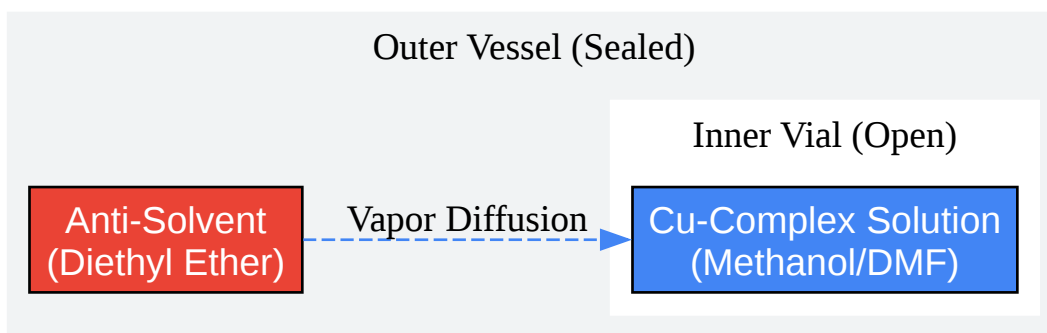 Outer Vessel (Sealed)
Inner Vial (Open)
Anti-Solvent
(Diethyl Ether)
Vapor Diffusion
Cu-Complex Solution
(Methanol/DMF)